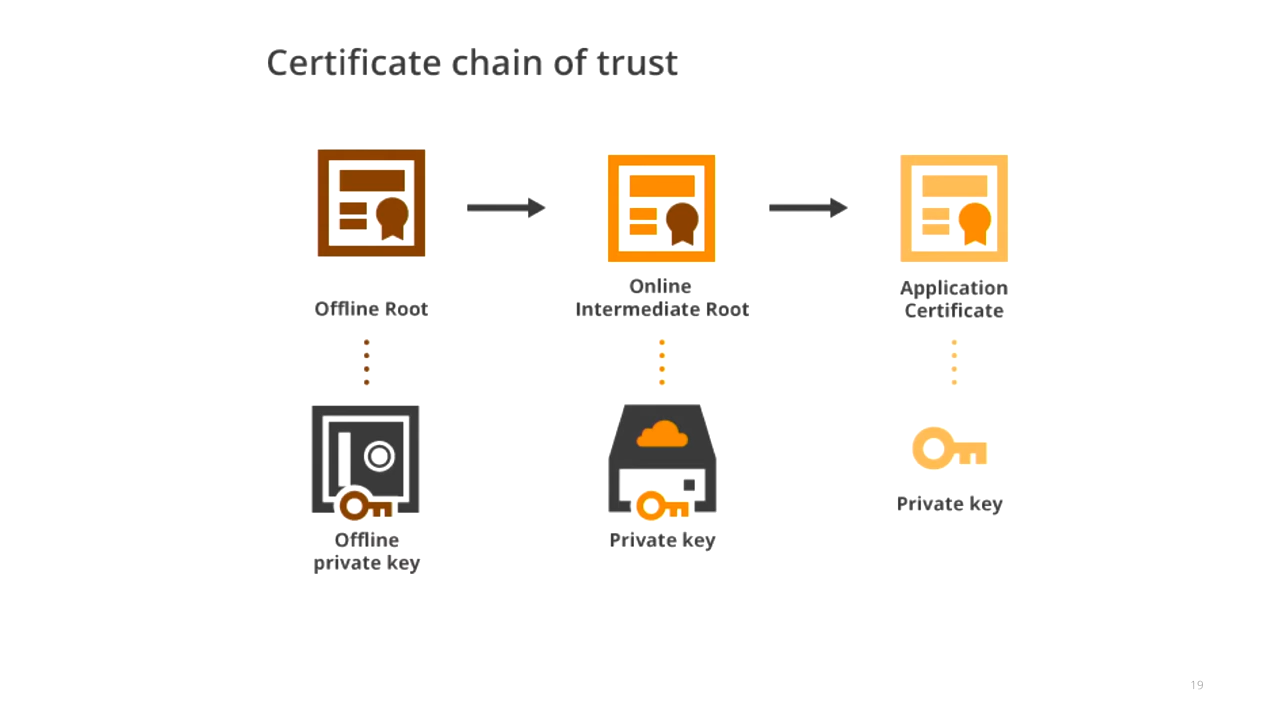 Certificate chain of trust
Offline Root
Online
Intermediate Root
Application
Certificate
Offline
private key
Private key
Private key
19